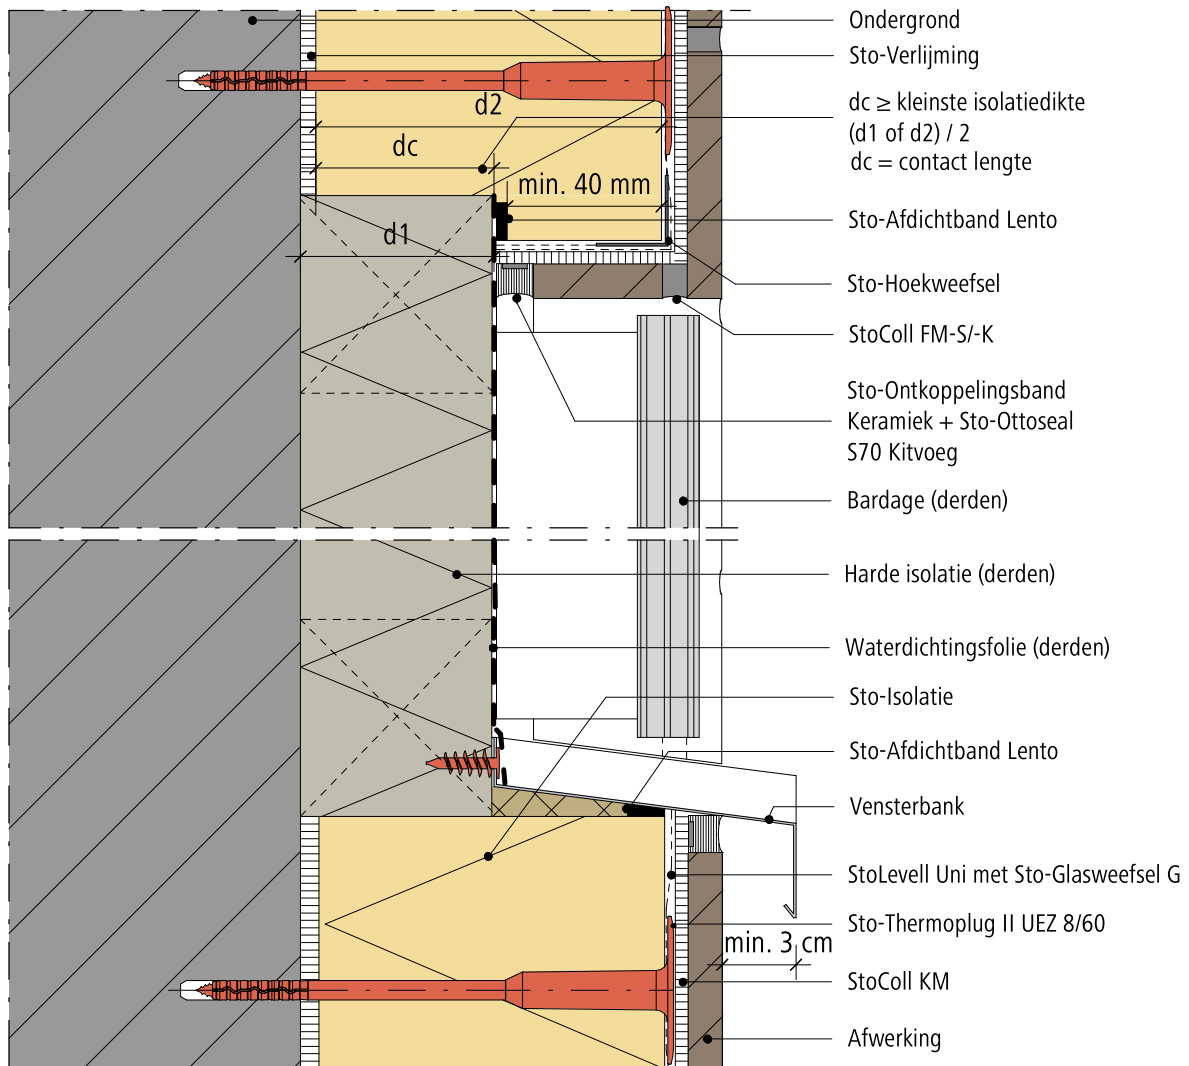 Ondergrond
Sto-Verlijming
dc ≥ kleinste isolatiedikte
(d1 of d2) / 2
dc = contact lengte
d2
dc
min. 40 mm
d1
Sto-Afdichtband Lento
Sto-Hoekweefsel
StoColl FM-S/-K
Sto-Ontkoppelingsband
Keramiek + Sto-Ottoseal
S70 Kitvoeg
Bardage (derden)
Harde isolatie (derden)
Waterdichtingsfolie (derden)
Sto-Isolatie
Sto-Afdichtband Lento
Vensterbank
StoLevell Uni met Sto-Glasweefsel G
Sto-Thermoplug II UEZ 8/60
min. 3 cm
StoColl KM
Afwerking